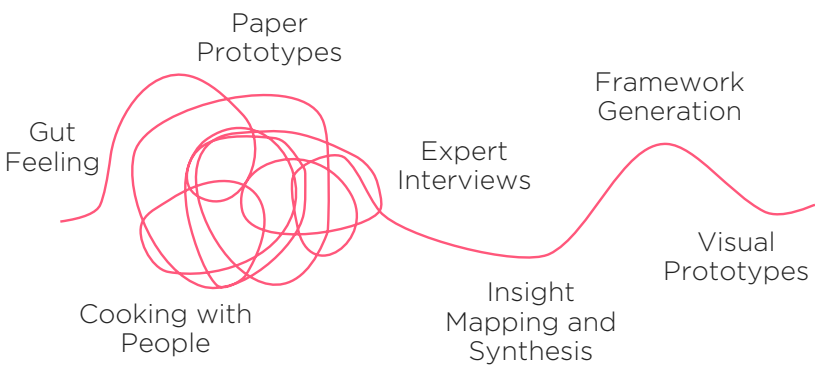 Gut
Feeling
Paper
Prototypes
Cooking with
People
Expert
Interviews
Insight
Mapping and
Synthesis
Framework
Generation
Visual
Prototypes